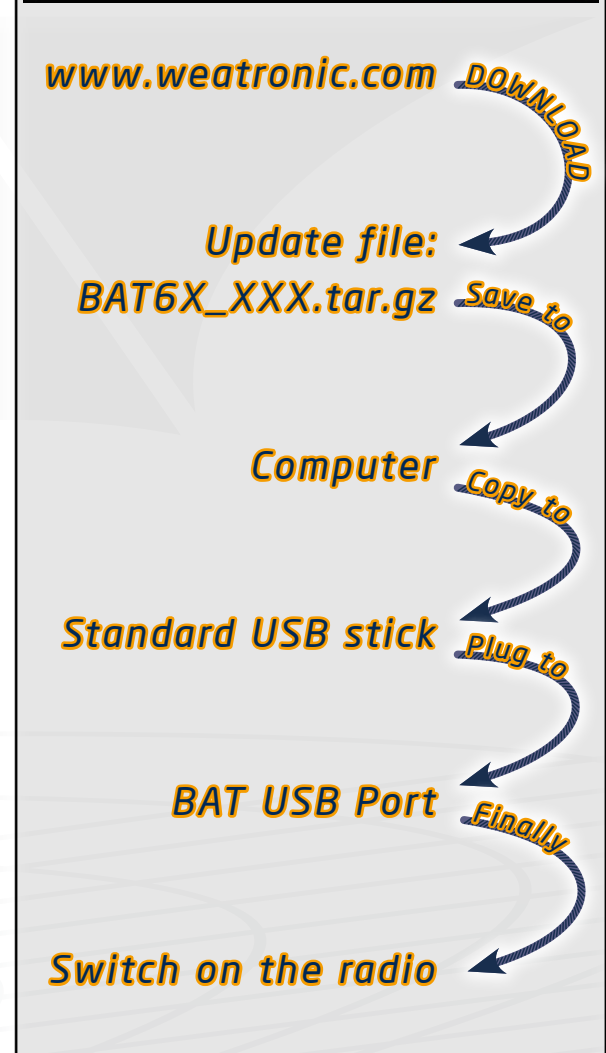 www.weatronic.com DOWNLOAD
Update file:
BAT6X_XXX.tar.gz Save to
Computer Copy to
Standard USB stick Plug to
BAT USB Port Finally
Switch on the radio